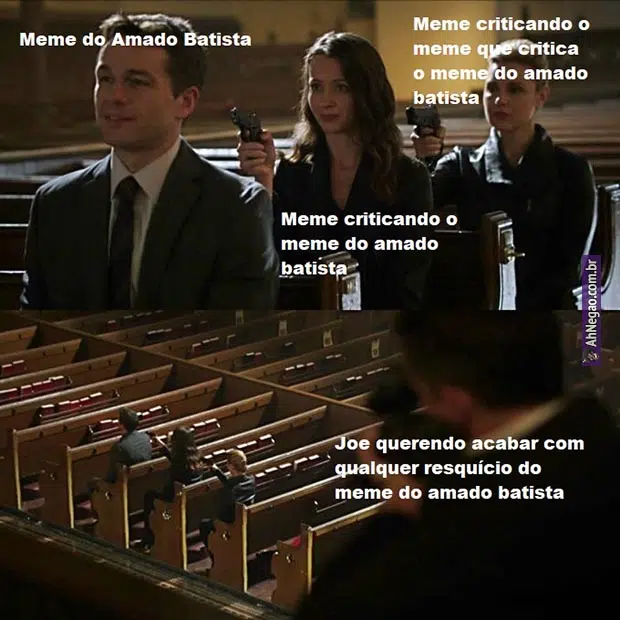 Meme do Amado Batista
Meme criticando o
meme que critica
o meme do amado
batista
Meme criticando o
meme do amado
batista
AhNegao.com.br
Joe querendo acabar com
qualquer resquício do
meme do amado batista